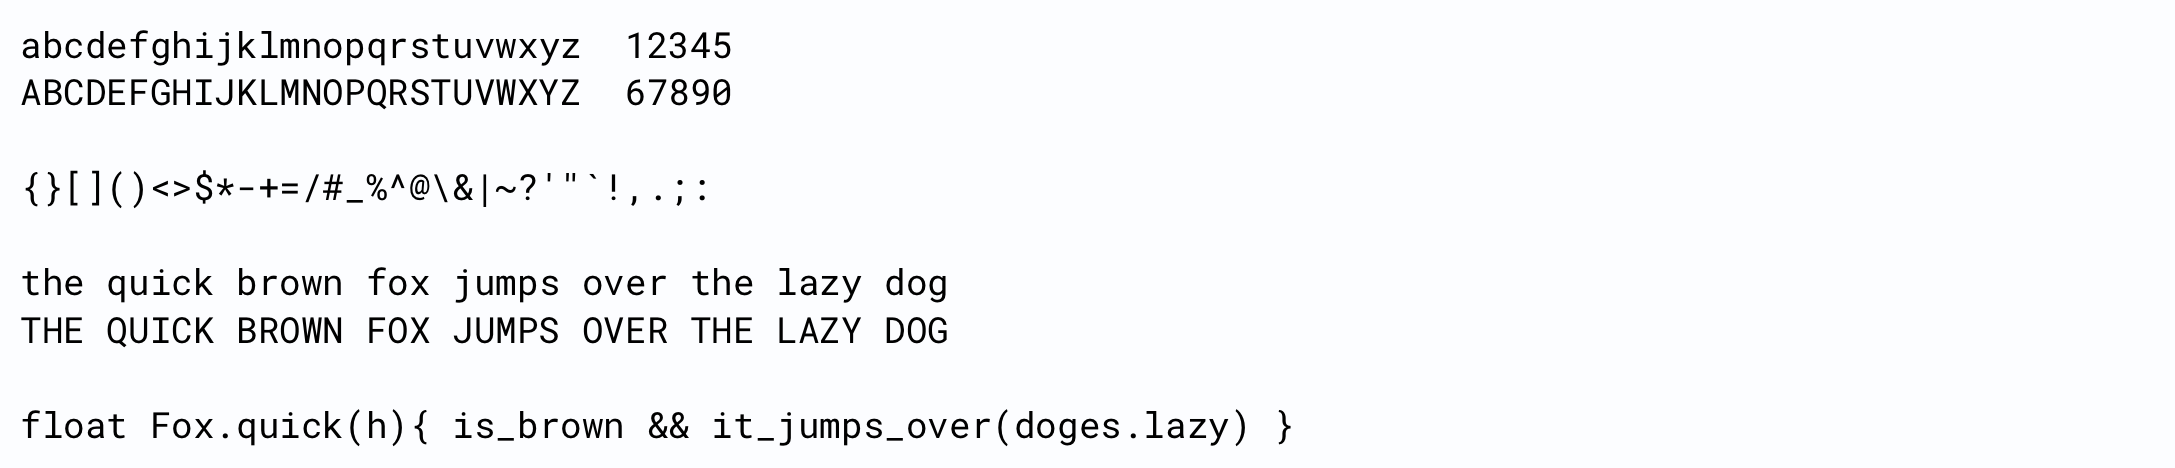 abcdefghijklmnopqrstuvwxyz  12345
ABCDEFGHIJKLMNOPQRSTUVWXYZ  67890
{}[]()<>$*-+=/#_%^@\&|~?'"`!,.;:
the quick brown fox jumps over the lazy dog
THE QUICK BROWN FOX JUMPS OVER THE LAZY DOG
float Fox.quick(h){ is_brown && it_jumps_over(doges.lazy) }